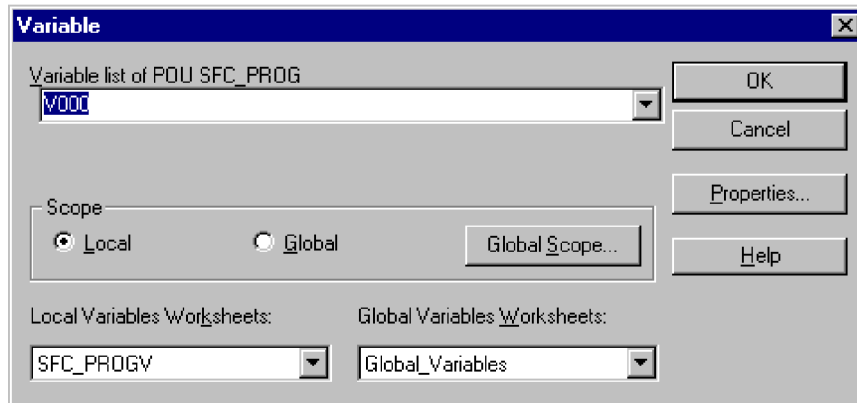 Variable
Variable list of POU SFC_PROG
V000
OK
Cancel
Properties...
Scope
Local
Global
Global Scope...
Help
Local Variables Worksheets:
Global Variables Worksheets:
SFC_PROGV
Global_Variables